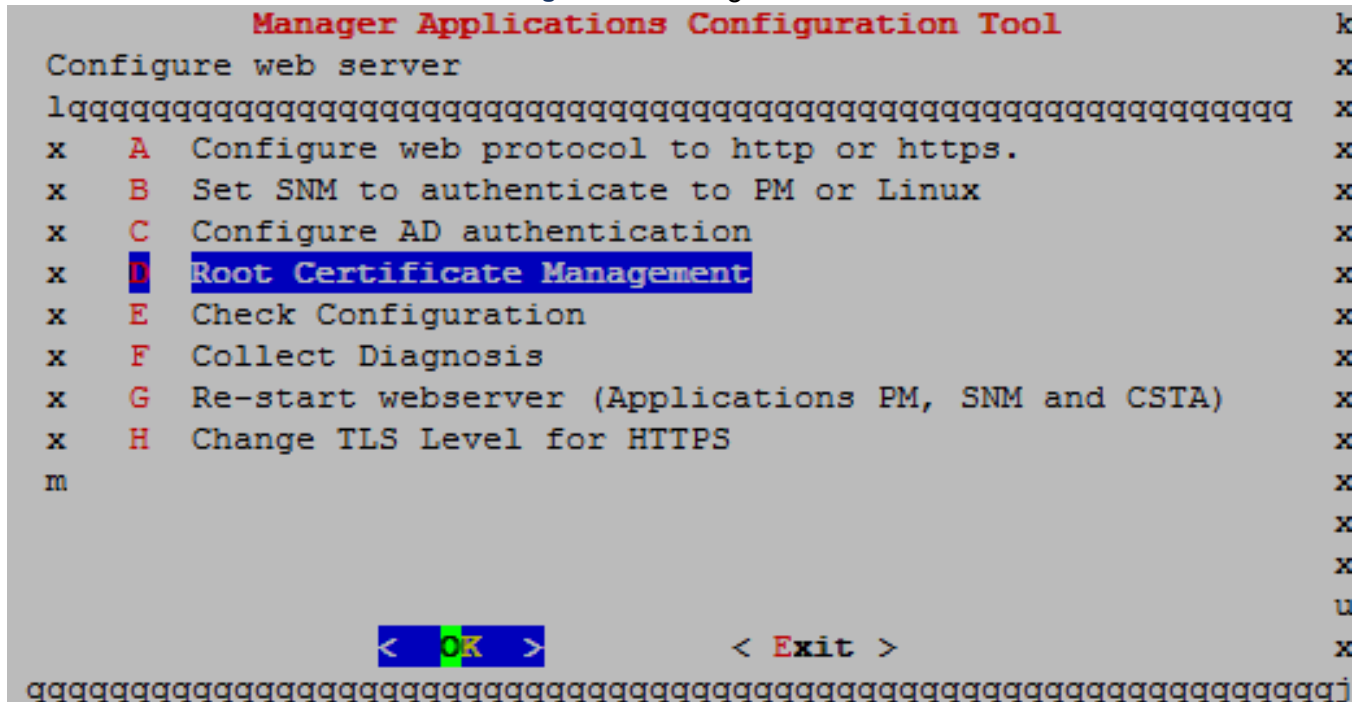 Manager Applications Configuration Tool k
Configure web server x
lqqqqqqqqqqqqqqqqqqqqqqqqqqqqqqqqqqqqqqqqqqqqqqqqqqqqqqqqqqq x
x A Configure web protocol to http or https. x
x B Set SNM to authenticate to PM or Linux x
x C Configure AD authentication x
x D Root Certificate Management x
x E Check Configuration x
x F Collect Diagnosis x
x G Re-start webserver (Applications PM, SNM and CSTA) x
x H Change TLS Level for HTTPS x
m x
x
x
u
< OK > < Exit > x
qqqqqqqqqqqqqqqqqqqqqqqqqqqqqqqqqqqqqqqqqqqqqqqqqqqqqqqqqqqqqqqj